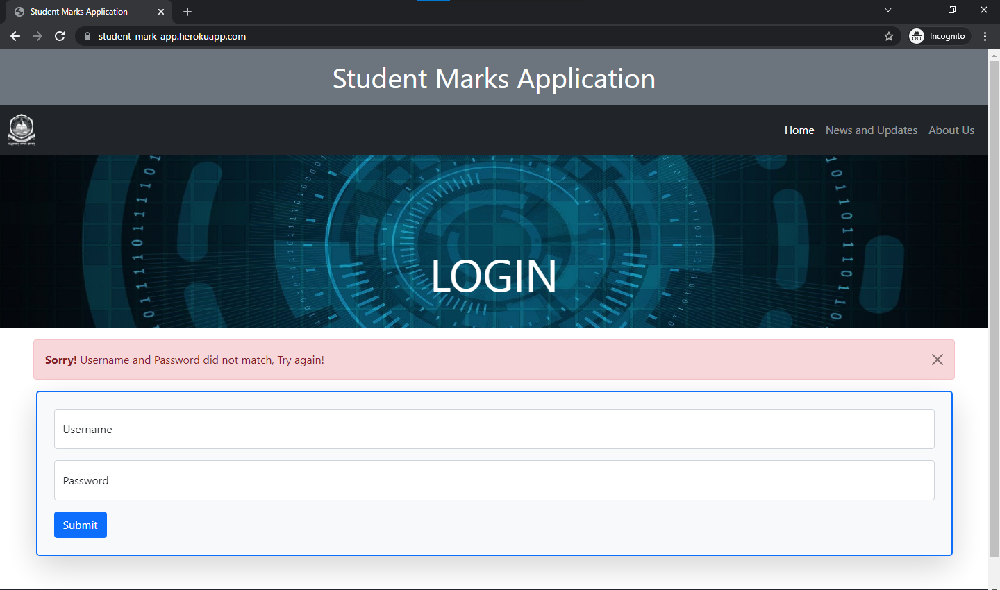 Student Marks Application
student-mark-app.herokuapp.com
Incognito
Student Marks Application
Home News and Updates About Us
LOGIN
Sorry! Username and Password did not match, Try again!
Username
Password
Submit